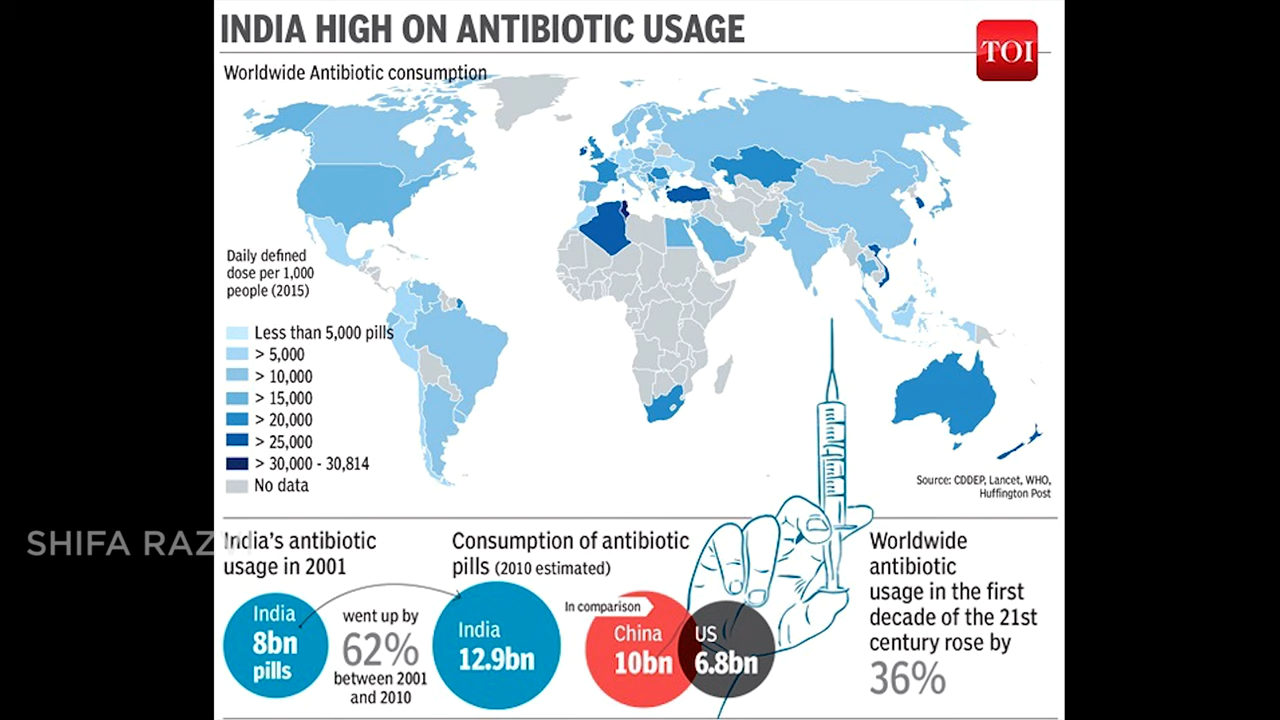 INDIA HIGH ON ANTIBIOTIC USAGE
TOI
Worldwide Antibiotic consumption
Daily defined
dose per 1,000
people (2015)
Less than 5,000 pills
> 5,000
> 10,000
> 15,000
> 20,000
> 25,000
> 30,000 - 30,814
No data
Source: CDDEP, Lancet, WHO,
Huffington Post
SHIFA RAZVI
India's antibiotic
usage in 2001
India
8bn
pills
went up by
62%
between 2001
and 2010
Consumption of antibiotic
pills (2010 estimated)
India
12.9bn
In comparison
China
10bn
US
6.8bn
Worldwide
antibiotic
usage in the first
decade of the 21st
century rose by
36%